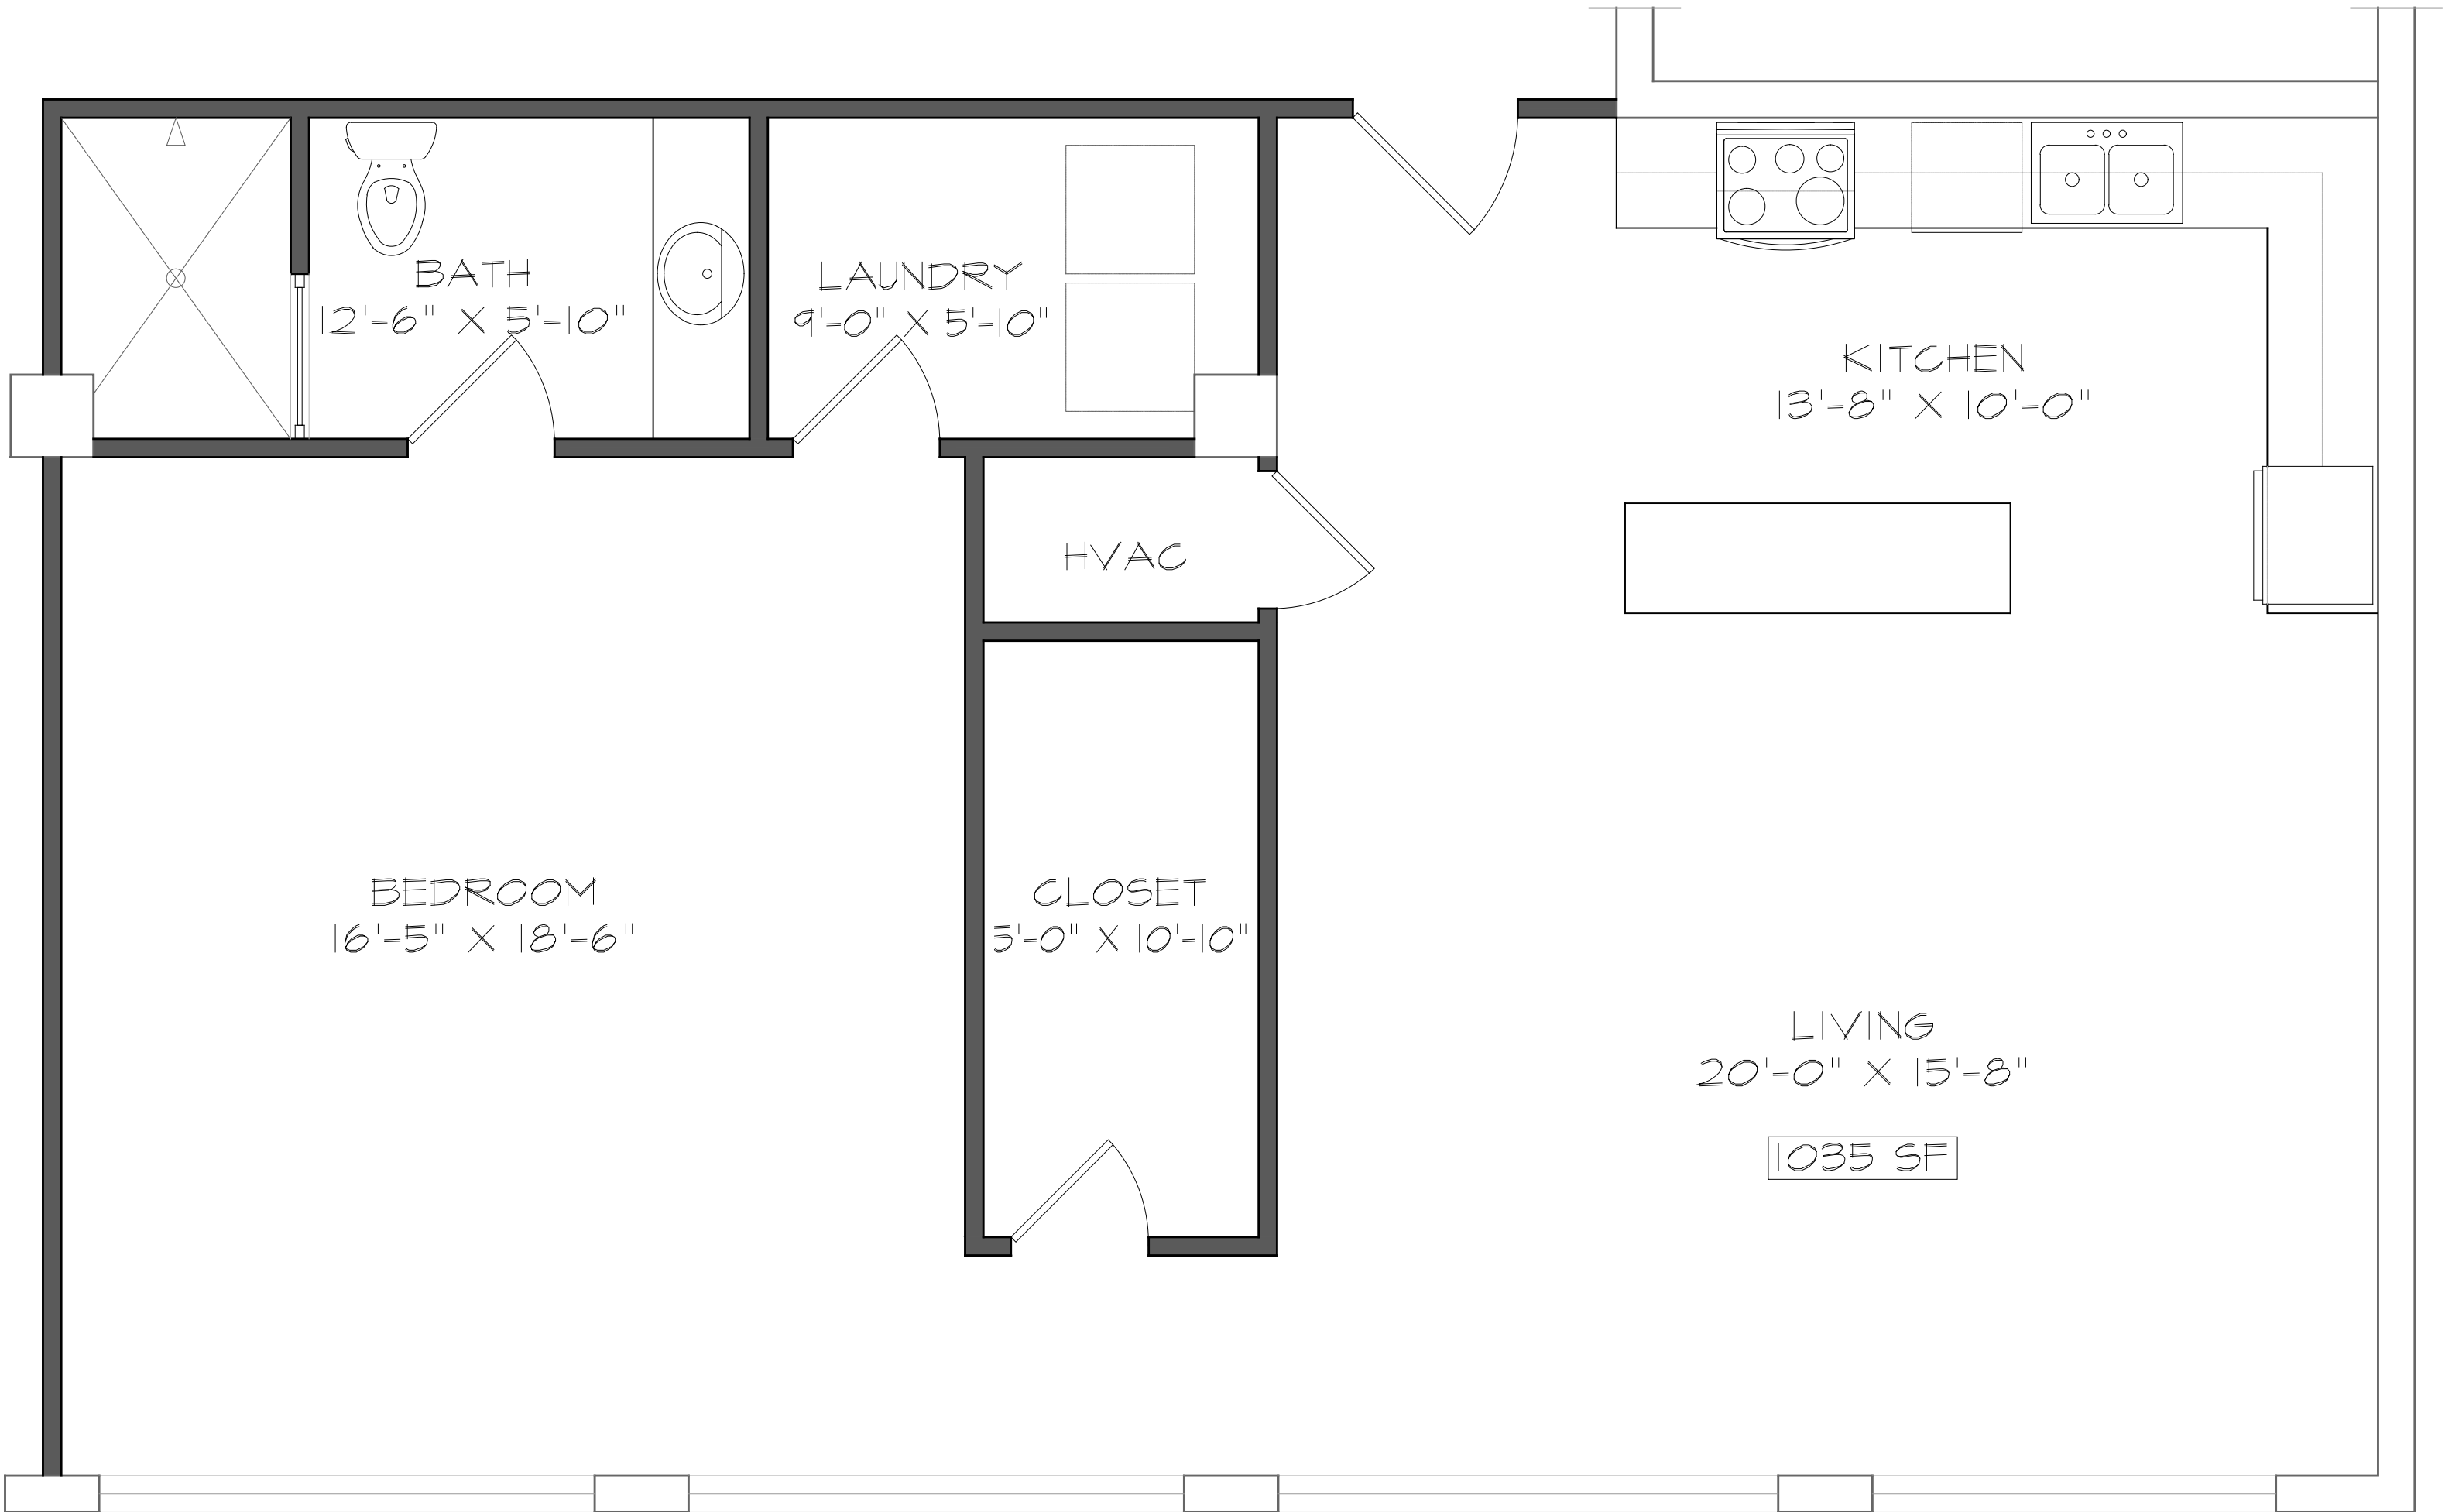 BATH
12'-6" X 5'-10"
LAUNDRY
9'-0" X 5'-10"
KITCHEN
13'-8" X 10'-0"
HVAC
BEDROOM
16'-5" X 18'-6"
CLOSET
5'-0" X 10'-10"
LIVING
20'-0" X 15'-8"
1035 SF